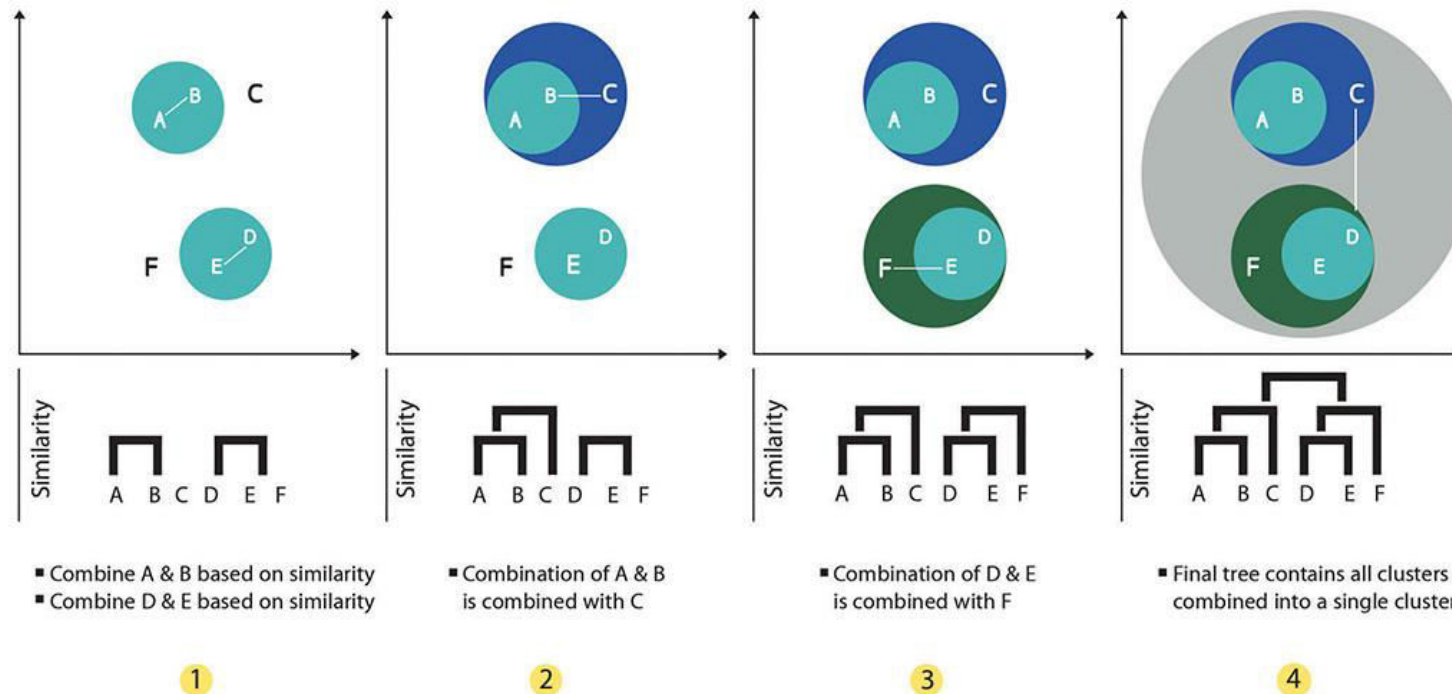 B
A
C
D
E
F
B
C
A
D
F
E
B
C
A
D
F
E
B
C
A
D
F
E
Similarity
A B C D E F
Similarity
A B C D E F
Similarity
A B C D E F
Similarity
A B C D E F
▪ Combine A & B based on similarity
▪ Combine D & E based on similarity
▪ Combination of A & B
is combined with C
▪ Combination of D & E
is combined with F
▪ Final tree contains all clusters
combined into a single cluster
1
2
3
4